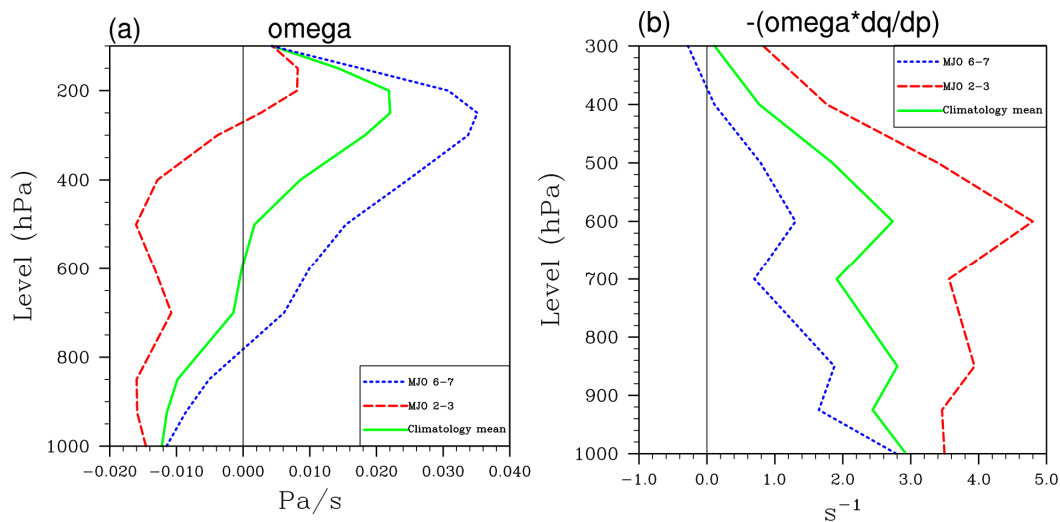 (a) omega
0
200
400
600
800
1000
Level (hPa)
-0.020 -0.010 0.000 0.010 0.020 0.030 0.040
Pa/s
MJO 6-7
MJO 2-3
Climatology mean
(b) -(omega*dq/dp)
300
400
500
600
700
800
900
1000
Level (hPa)
-1.0 0.0 1.0 2.0 3.0 4.0 5.0
s⁻¹
MJO 6-7
MJO 2-3
Climatology mean